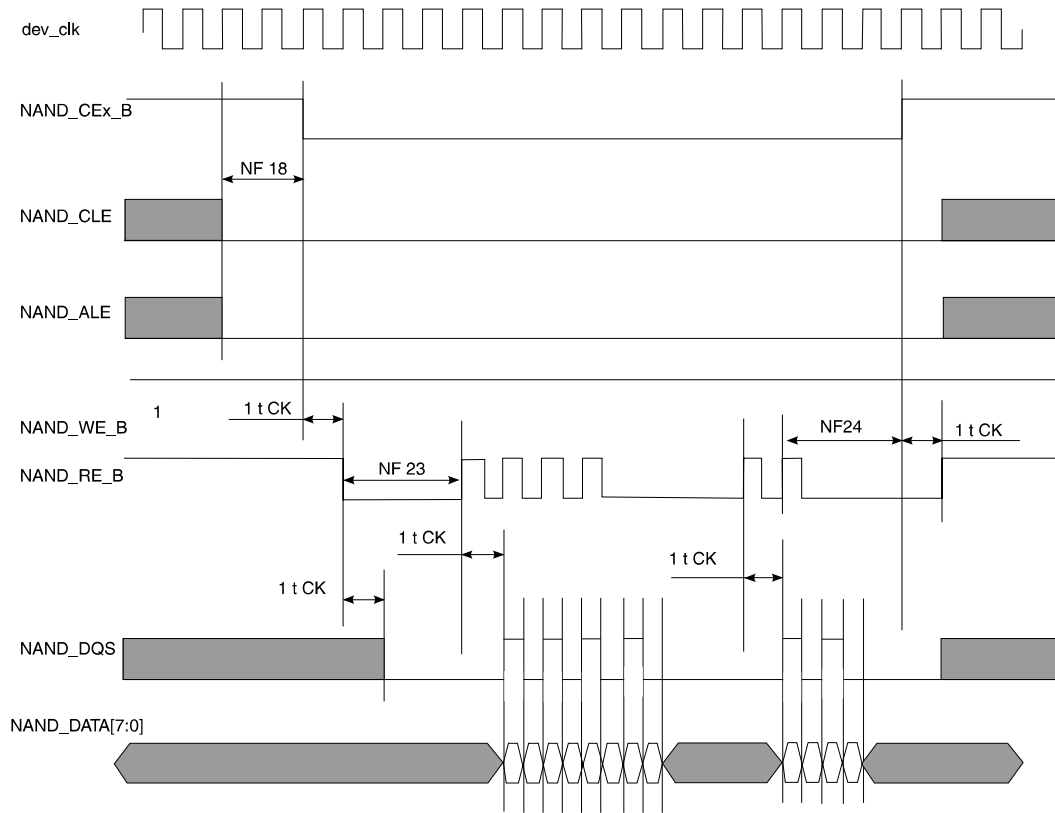 dev_clk
NAND_CEx_B
NF 18
NAND_CLE
NAND_ALE
1
1 t CK
NAND_WE_B
NF24
1 t CK
NF 23
NAND_RE_B
1 t CK
1 t CK
1 t CK
NAND_DQS
NAND_DATA[7:0]